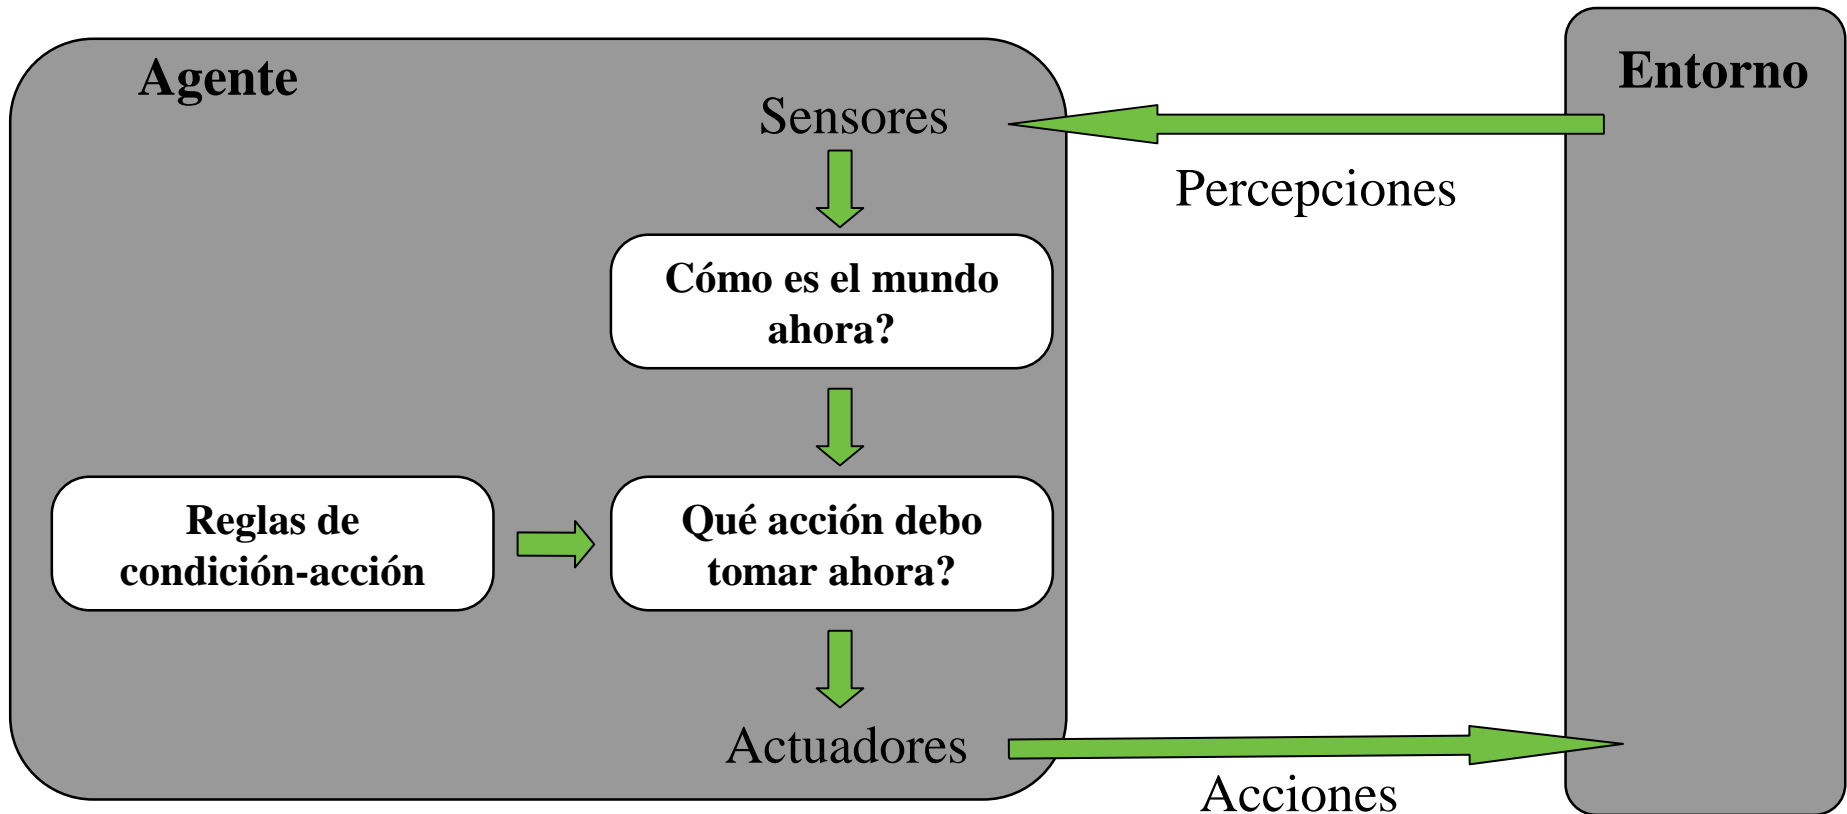 Agente
Entorno
Sensores
Percepciones
Cómo es el mundo
ahora?
Reglas de
condición-acción
Qué acción debo
tomar ahora?
Actuadores
Acciones